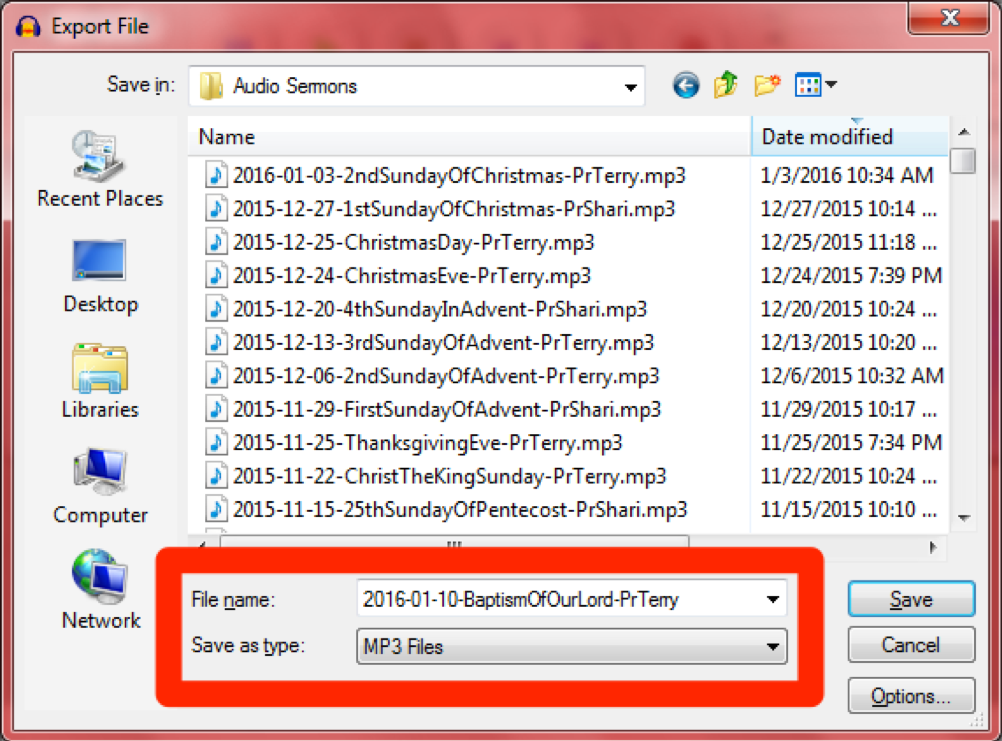 Export File
Save in: Audio Sermons
Name Date modified
2016-01-03-2ndSundayOfChristmas-PrTerry.mp3 1/3/2016 10:34 AM
2015-12-27-1stSundayOfChristmas-PrShari.mp3 12/27/2015 10:14 ...
2015-12-25-ChristmasDay-PrTerry.mp3 12/25/2015 11:18 ...
2015-12-24-ChristmasEve-PrTerry.mp3 12/24/2015 7:39 PM
2015-12-20-4thSundayInAdvent-PrShari.mp3 12/20/2015 10:24 ...
2015-12-13-3rdSundayOfAdvent-PrTerry.mp3 12/13/2015 10:20 ...
2015-12-06-2ndSundayOfAdvent-PrTerry.mp3 12/6/2015 10:32 AM
2015-11-29-FirstSundayOfAdvent-PrShari.mp3 11/29/2015 10:17 ...
2015-11-25-ThanksgivingEve-PrTerry.mp3 11/25/2015 7:34 PM
2015-11-22-ChristTheKingSunday-PrTerry.mp3 11/22/2015 10:24 ...
2015-11-15-25thSundayOfPentecost-PrShari.mp3 11/15/2015 10:10 ...
Recent Places
Desktop
Libraries
Computer
Network
File name: 2016-01-10-BaptismOfOurLord-PrTerry
Save as type: MP3 Files
Save
Cancel
Options...